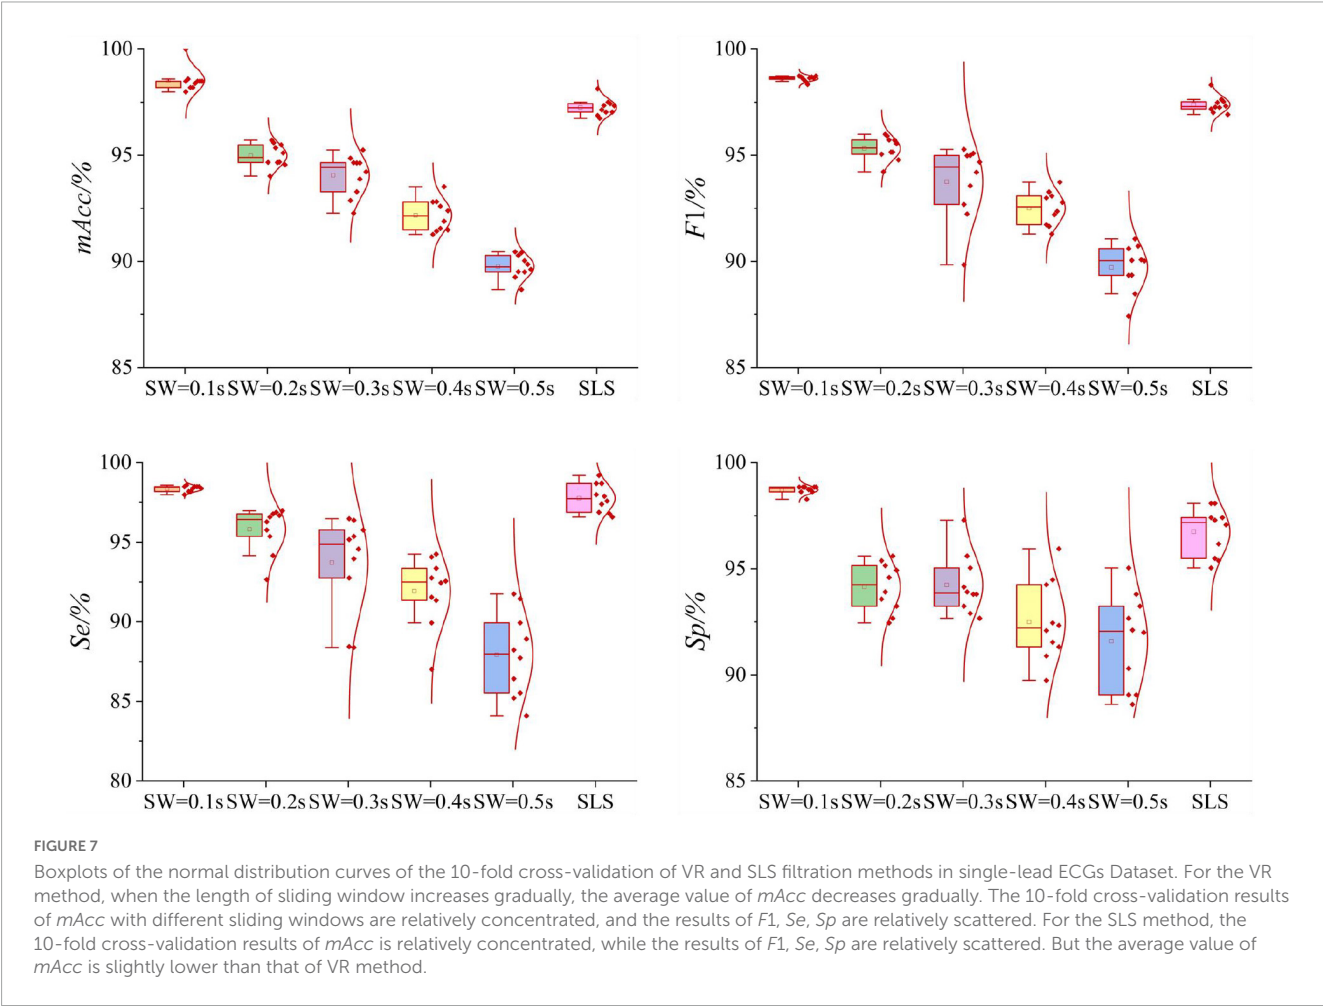 100
95
90
85
mAcc/%
SW=0.1s SW=0.2s SW=0.3s SW=0.4s SW=0.5s SLS
100
95
90
85
F1/%
SW=0.1s SW=0.2s SW=0.3s SW=0.4s SW=0.5s SLS
100
95
90
85
80
Se/%
SW=0.1s SW=0.2s SW=0.3s SW=0.4s SW=0.5s SLS
100
95
90
85
Sp/%
SW=0.1s SW=0.2s SW=0.3s SW=0.4s SW=0.5s SLS
FIGURE 7
Boxplots of the normal distribution curves of the 10-fold cross-validation of VR and SLS filtration methods in single-lead ECGs Dataset. For the VR
method, when the length of sliding window increases gradually, the average value of mAcc decreases gradually. The 10-fold cross-validation results
of mAcc with different sliding windows are relatively concentrated, and the results of F1, Se, Sp are relatively scattered. For the SLS method, the
10-fold cross-validation results of mAcc is relatively concentrated, while the results of F1, Se, Sp are relatively scattered. But the average value of
mAcc is slightly lower than that of VR method.